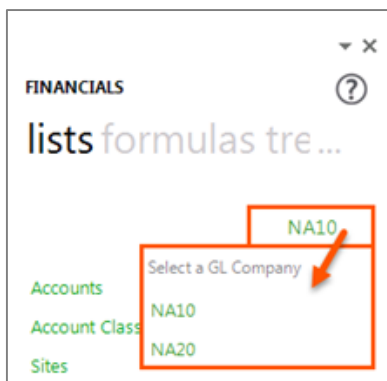 FINANCIALS
?
lists formulas tre...
NA10
Select a GL Company
NA10
NA20
Accounts
Account Class
Sites